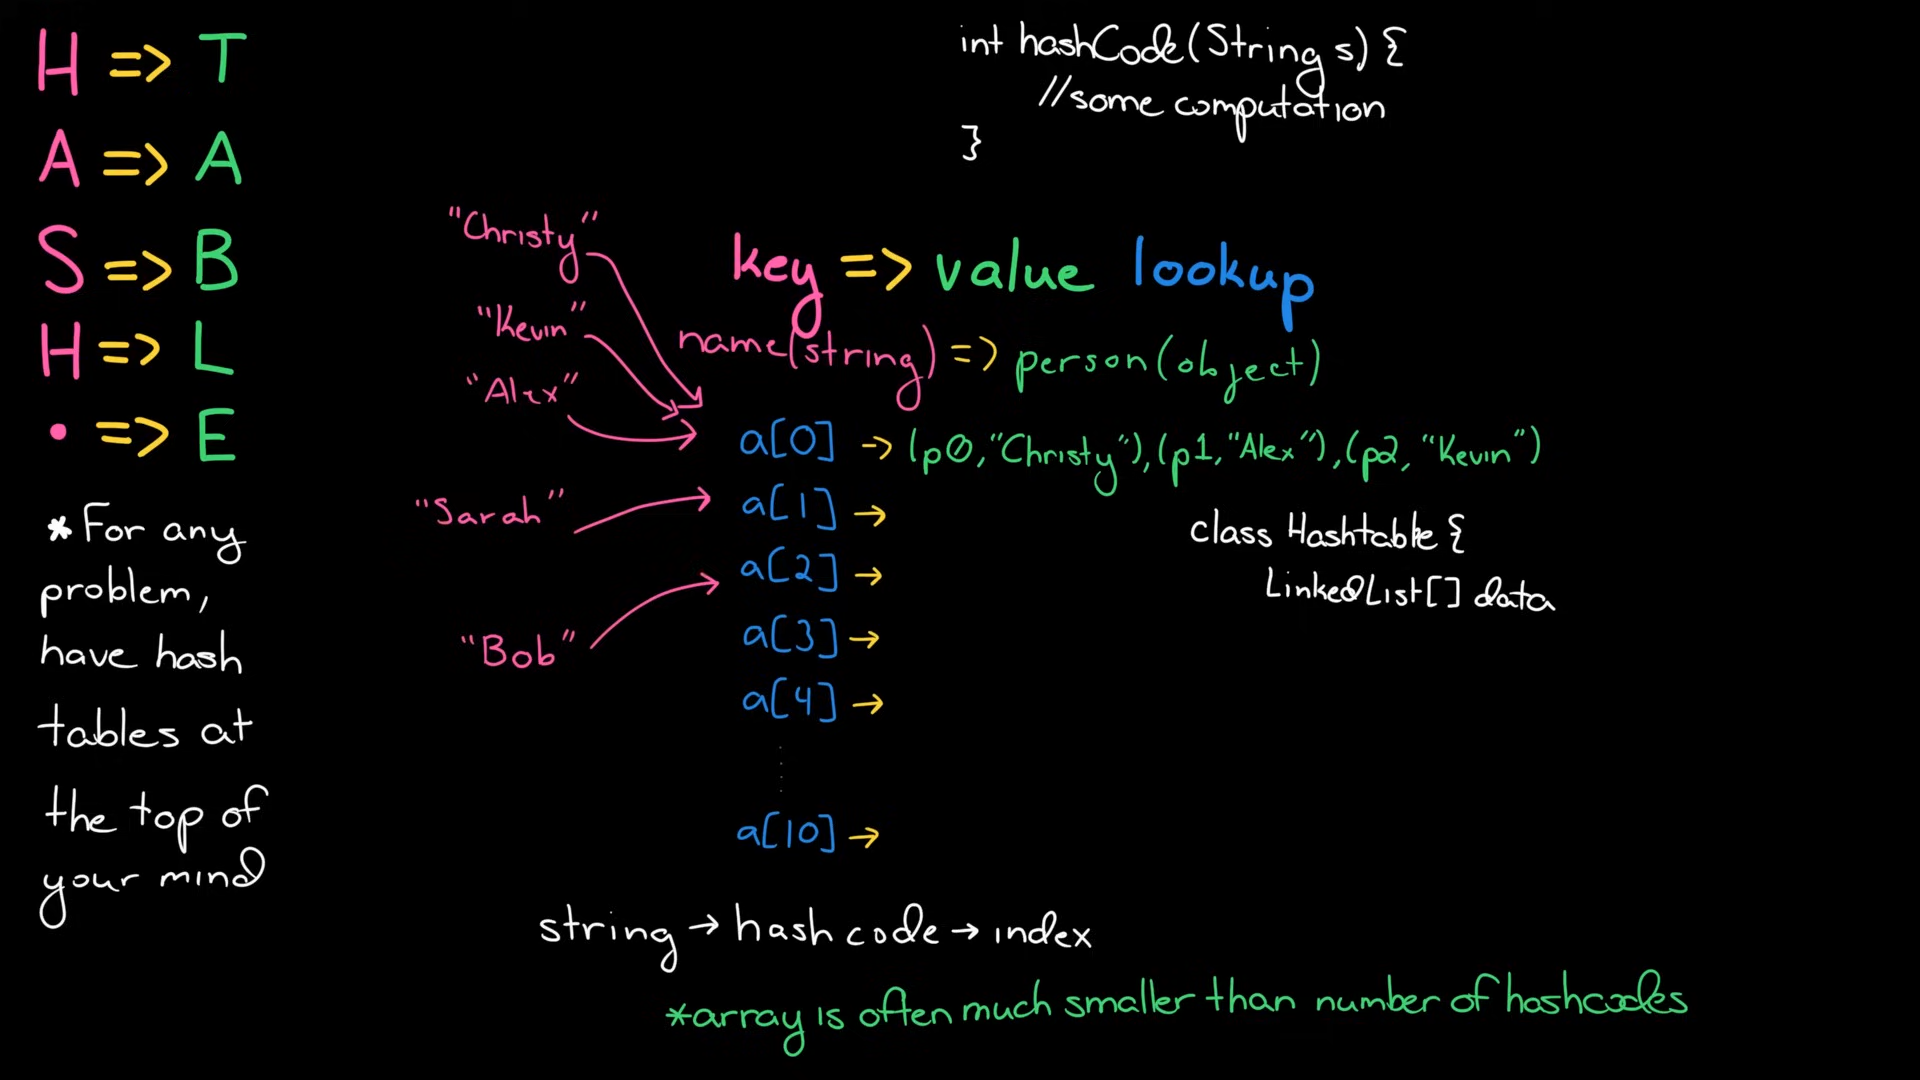 H => T
A => A
S => B
H => L
• => E
*For any
problem,
have hash
tables at
the top of
your mind
int hashCode(String s) {
//some computation
}
key => value lookup
name(string) => person(object)
"Christy"
"Kevin"
"Alex"
"Sarah"
"Bob"
a[0] → (p0,"Christy"),(p1,"Alex"),(p2,"Kevin")
a[1] →
a[2] →
a[3] →
a[4] →
a[10] →
class Hashtable {
LinkedList[] data
string → hash code → index
*array is often much smaller than number of hashcodes